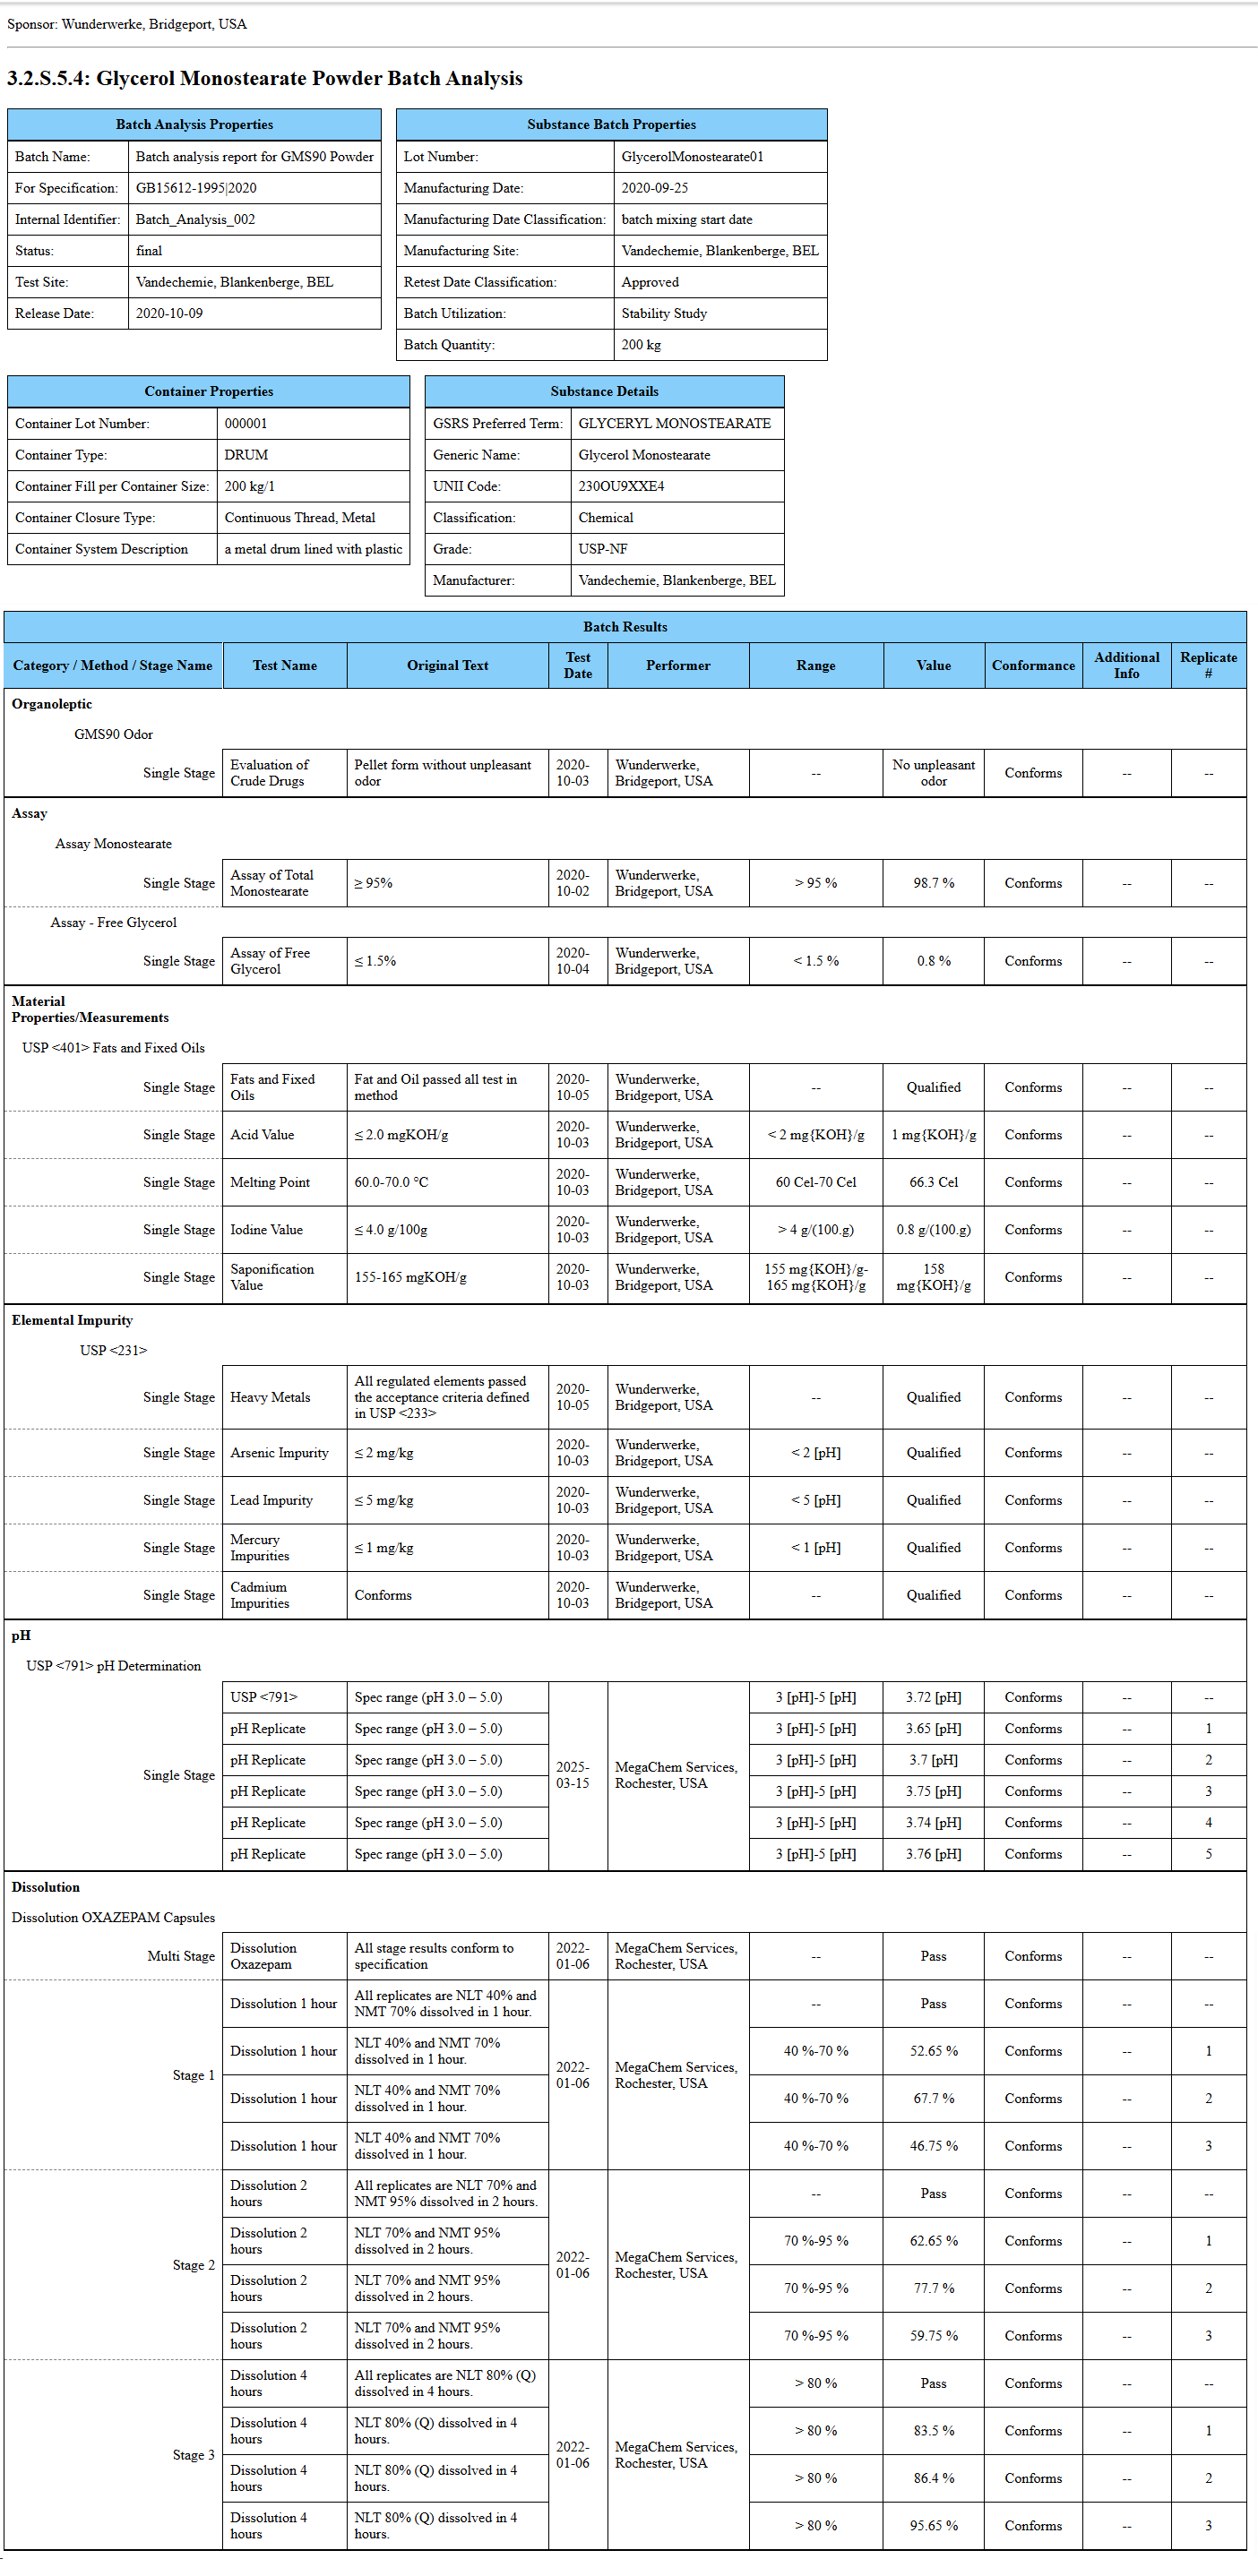 Sponsor: Wunderwerke, Bridgeport, USA
3.2.S.5.4: Glycerol Monostearate Powder Batch Analysis
Batch Analysis Properties
Batch Name: Batch analysis report for GMS90 Powder
For Specification: GB15612-1995|2020
Internal Identifier: Batch_Analysis_002
Status: final
Test Site: Vandechemie, Blankenberge, BEL
Release Date: 2020-10-09
Substance Batch Properties
Lot Number: GlycerolMonostearate01
Manufacturing Date: 2020-09-25
Manufacturing Date Classification: batch mixing start date
Manufacturing Site: Vandechemie, Blankenberge, BEL
Retest Date Classification: Approved
Batch Utilization: Stability Study
Batch Quantity: 200 kg
Container Properties
Container Lot Number: 000001
Container Type: DRUM
Container Fill per Container Size: 200 kg/1
Container Closure Type: Continuous Thread, Metal
Container System Description a metal drum lined with plastic
Substance Details
GSRS Preferred Term: GLYCERYL MONOSTEARATE
Generic Name: Glycerol Monostearate
UNII Code: 230OU9XXE4
Classification: Chemical
Grade: USP-NF
Manufacturer: Vandechemie, Blankenberge, BEL
Batch Results
Category / Method / Stage Name Test Name Original Text Test Date Performer Range Value Conformance Additional Info Replicate #
Organoleptic
GMS90 Odor
Single Stage Evaluation of Crude Drugs Pellet form without unpleasant odor 2020-10-03 Wunderwerke, Bridgeport, USA -- No unpleasant odor Conforms -- --
Assay
Assay Monostearate
Single Stage Assay of Total Monostearate ≥ 95% 2020-10-02 Wunderwerke, Bridgeport, USA > 95 % 98.7 % Conforms -- --
Assay - Free Glycerol
Single Stage Assay of Free Glycerol ≤ 1.5% 2020-10-04 Wunderwerke, Bridgeport, USA < 1.5 % 0.8 % Conforms -- --
Material
Properties/Measurements
USP <401> Fats and Fixed Oils
Single Stage Fats and Fixed Oils Fat and Oil passed all test in method 2020-10-05 Wunderwerke, Bridgeport, USA -- Qualified Conforms -- --
Single Stage Acid Value ≤ 2.0 mgKOH/g 2020-10-03 Wunderwerke, Bridgeport, USA < 2 mg{KOH}/g 1 mg{KOH}/g Conforms -- --
Single Stage Melting Point 60.0-70.0 °C 2020-10-03 Wunderwerke, Bridgeport, USA 60 Cel-70 Cel 66.3 Cel Conforms -- --
Single Stage Iodine Value ≤ 4.0 g/100g 2020-10-03 Wunderwerke, Bridgeport, USA > 4 g/(100.g) 0.8 g/(100.g) Conforms -- --
Single Stage Saponification Value 155-165 mgKOH/g 2020-10-03 Wunderwerke, Bridgeport, USA 155 mg{KOH}/g-165 mg{KOH}/g 158 mg{KOH}/g Conforms -- --
Elemental Impurity
USP <231>
Single Stage Heavy Metals All regulated elements passed the acceptance criteria defined in USP <233> 2020-10-05 Wunderwerke, Bridgeport, USA -- Qualified Conforms -- --
Single Stage Arsenic Impurity ≤ 2 mg/kg 2020-10-03 Wunderwerke, Bridgeport, USA < 2 [pH] Qualified Conforms -- --
Single Stage Lead Impurity ≤ 5 mg/kg 2020-10-03 Wunderwerke, Bridgeport, USA < 5 [pH] Qualified Conforms -- --
Single Stage Mercury Impurities ≤ 1 mg/kg 2020-10-03 Wunderwerke, Bridgeport, USA < 1 [pH] Qualified Conforms -- --
Single Stage Cadmium Impurities Conforms 2020-10-03 Wunderwerke, Bridgeport, USA -- Qualified Conforms -- --
pH
USP <791> pH Determination
Single Stage USP <791> Spec range (pH 3.0 – 5.0) 2025-03-15 MegaChem Services, Rochester, USA 3 [pH]-5 [pH] 3.72 [pH] Conforms -- --
pH Replicate Spec range (pH 3.0 – 5.0) 3 [pH]-5 [pH] 3.65 [pH] Conforms -- 1
pH Replicate Spec range (pH 3.0 – 5.0) 3 [pH]-5 [pH] 3.7 [pH] Conforms -- 2
pH Replicate Spec range (pH 3.0 – 5.0) 3 [pH]-5 [pH] 3.75 [pH] Conforms -- 3
pH Replicate Spec range (pH 3.0 – 5.0) 3 [pH]-5 [pH] 3.74 [pH] Conforms -- 4
pH Replicate Spec range (pH 3.0 – 5.0) 3 [pH]-5 [pH] 3.76 [pH] Conforms -- 5
Dissolution
Dissolution OXAZEPAM Capsules
Multi Stage Dissolution Oxazepam All stage results conform to specification 2022-01-06 MegaChem Services, Rochester, USA -- Pass Conforms -- --
Stage 1 Dissolution 1 hour All replicates are NLT 40% and NMT 70% dissolved in 1 hour. 2022-01-06 MegaChem Services, Rochester, USA -- Pass Conforms -- --
Dissolution 1 hour NLT 40% and NMT 70% dissolved in 1 hour. 40 %-70 % 52.65 % Conforms -- 1
Dissolution 1 hour NLT 40% and NMT 70% dissolved in 1 hour. 40 %-70 % 67.7 % Conforms -- 2
Dissolution 1 hour NLT 40% and NMT 70% dissolved in 1 hour. 40 %-70 % 46.75 % Conforms -- 3
Stage 2 Dissolution 2 hours All replicates are NLT 70% and NMT 95% dissolved in 2 hours. 2022-01-06 MegaChem Services, Rochester, USA -- Pass Conforms -- --
Dissolution 2 hours NLT 70% and NMT 95% dissolved in 2 hours. 70 %-95 % 62.65 % Conforms -- 1
Dissolution 2 hours NLT 70% and NMT 95% dissolved in 2 hours. 70 %-95 % 77.7 % Conforms -- 2
Dissolution 2 hours NLT 70% and NMT 95% dissolved in 2 hours. 70 %-95 % 59.75 % Conforms -- 3
Stage 3 Dissolution 4 hours All replicates are NLT 80% (Q) dissolved in 4 hours. 2022-01-06 MegaChem Services, Rochester, USA > 80 % Pass Conforms -- --
Dissolution 4 hours NLT 80% (Q) dissolved in 4 hours. > 80 % 83.5 % Conforms -- 1
Dissolution 4 hours NLT 80% (Q) dissolved in 4 hours. > 80 % 86.4 % Conforms -- 2
Dissolution 4 hours NLT 80% (Q) dissolved in 4 hours. > 80 % 95.65 % Conforms -- 3